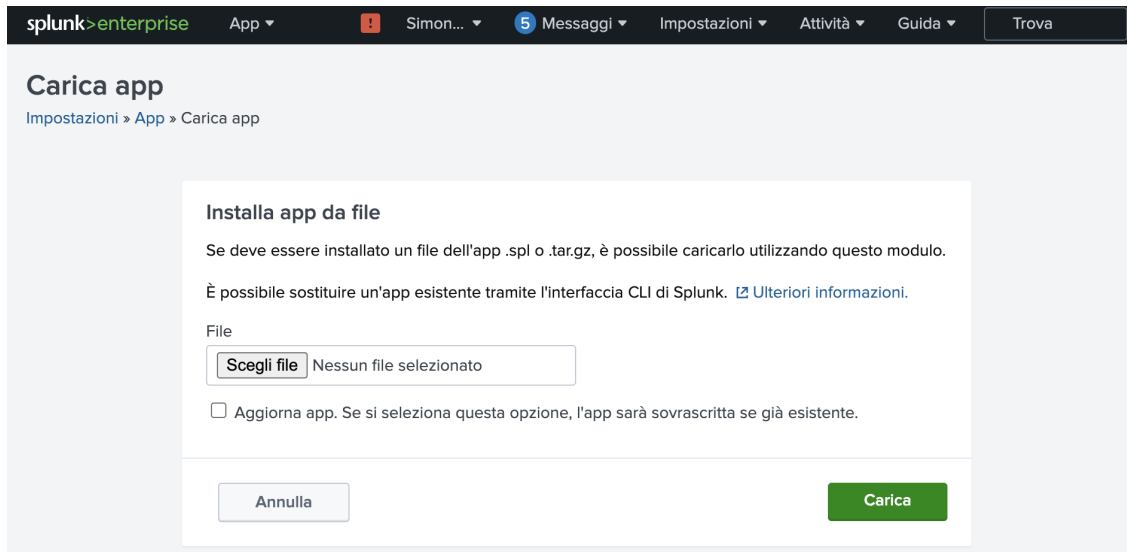 splunk>enterprise App ▾ ! Simon... ▾ 5 Messaggi ▾ Impostazioni ▾ Attività ▾ Guida ▾ Trova
Carica app
Impostazioni » App » Carica app
Installa app da file
Se deve essere installato un file dell'app .spl o .tar.gz, è possibile caricarlo utilizzando questo modulo.
È possibile sostituire un'app esistente tramite l'interfaccia CLI di Splunk. Ulteriori informazioni.
File
Scegli file Nessun file selezionato
Aggiorna app. Se si seleziona questa opzione, l'app sarà sovrascritta se già esistente.
Annulla Carica